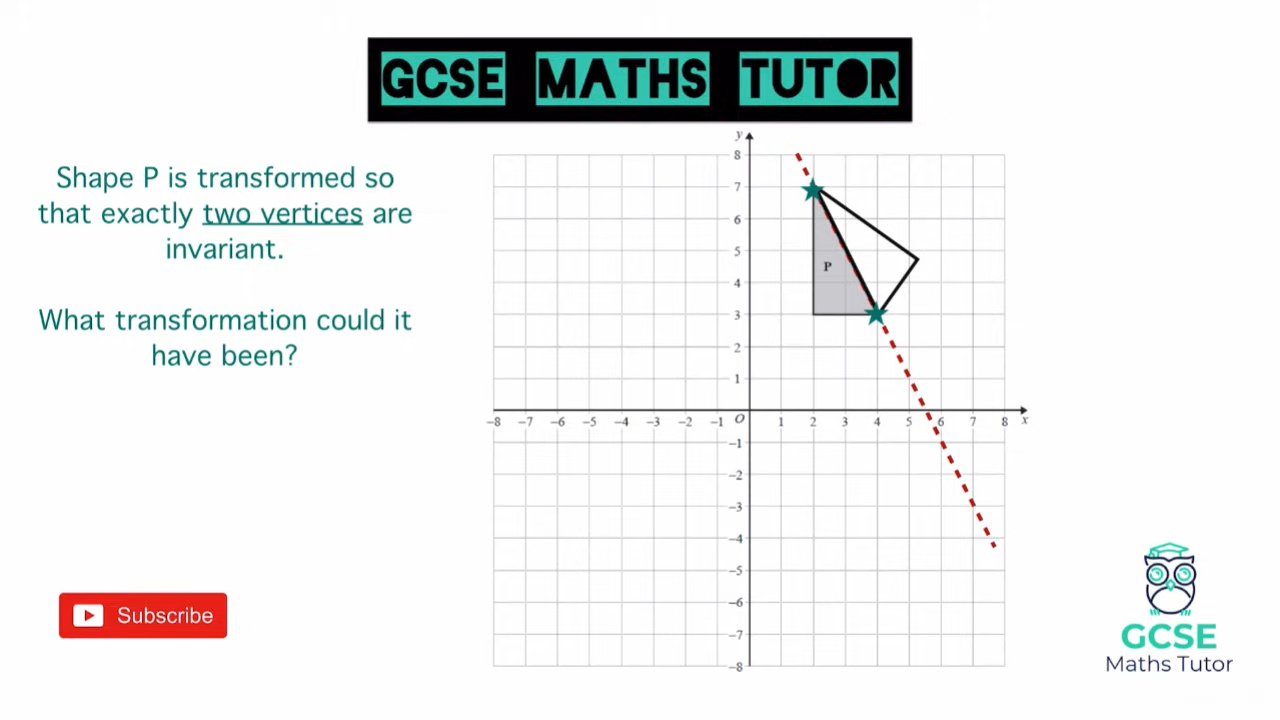 GCSE MATHS TUTOR
Shape P is transformed so
that exactly two vertices are
invariant.
What transformation could it
have been?
y
8
7
6
5
4
3
2
1
O
-8 -7 -6 -5 -4 -3 -2 -1 1 2 3 4 5 6 7 8 x
-1
-2
-3
-4
-5
-6
-7
-8
P
Subscribe
GCSE
Maths Tutor